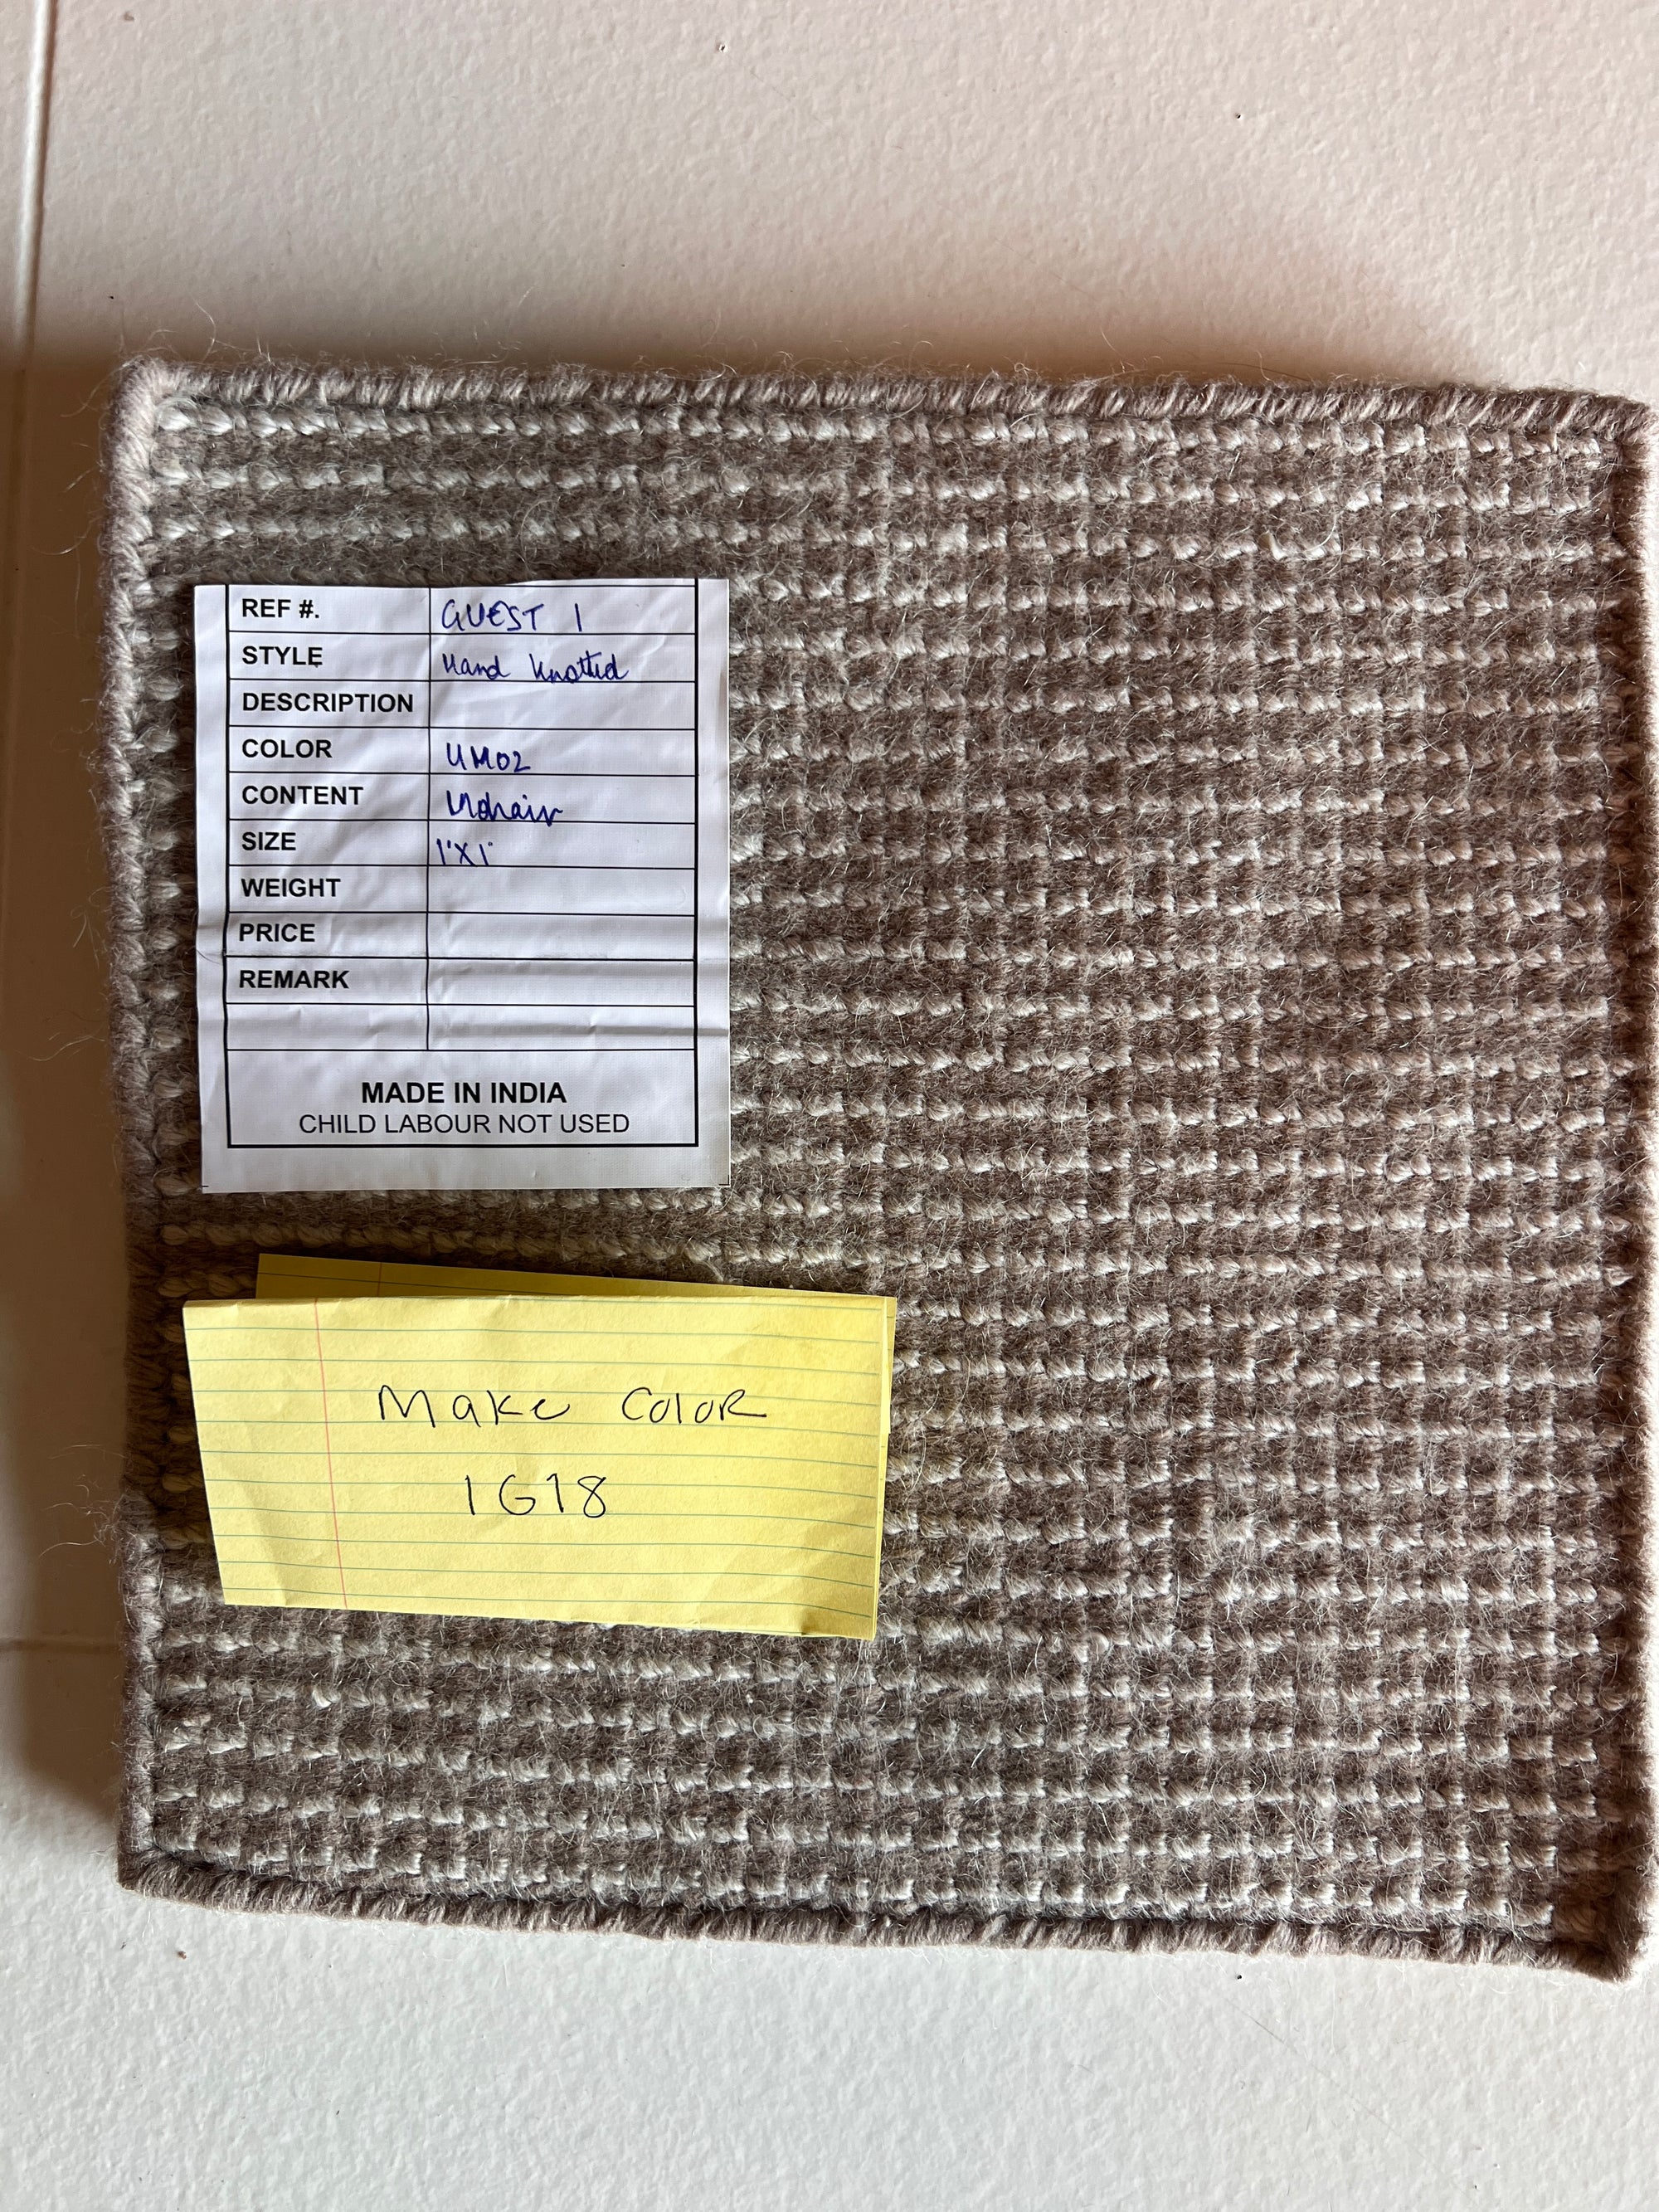 REF #. GUEST 1
STYLE Hand Knotted
DESCRIPTION
COLOR UM02
CONTENT Mohair
SIZE 1'X1'
WEIGHT
PRICE
REMARK
MADE IN INDIA
CHILD LABOUR NOT USED
Make Color
1G18